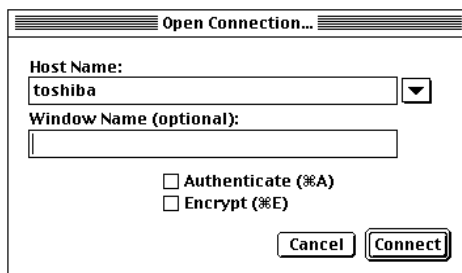 Open Connection...
Host Name:
toshiba
Window Name (optional):
Authenticate (⌘A)
Encrypt (⌘E)
Cancel Connect